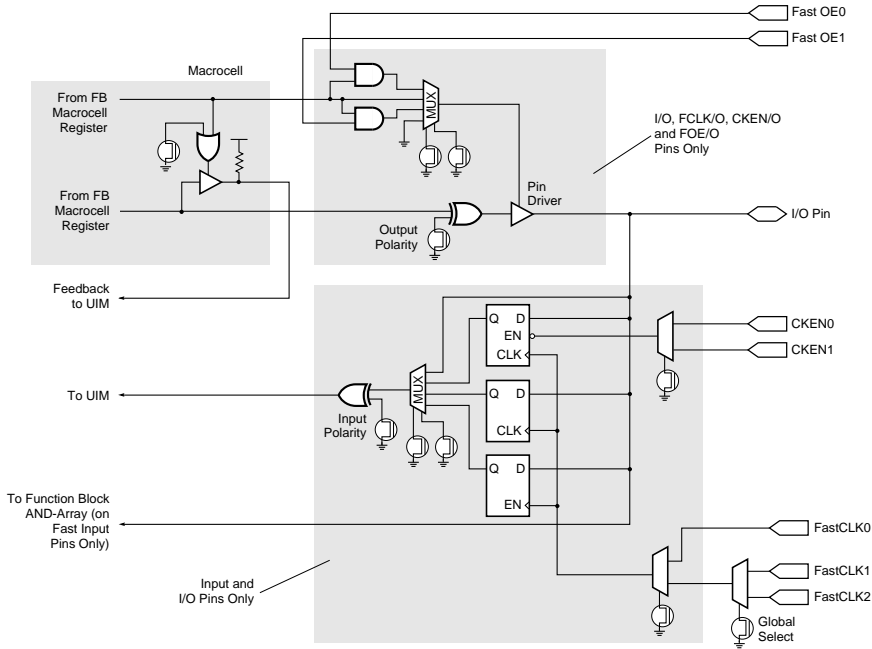 Fast OE0
Fast OE1
Macrocell
From FB
Macrocell
Register
MUX
I/O, FCLK/O, CKEN/O
and FOE/O
Pins Only
From FB
Macrocell
Register
Pin
Driver
Output
Polarity
I/O Pin
Feedback
to UIM
Q D
EN
CLK
CKEN0
CKEN1
To UIM
MUX
Input
Polarity
Q D
CLK
Q D
EN
To Function Block
AND-Array (on
Fast Input
Pins Only)
FastCLK0
FastCLK1
FastCLK2
Input and
I/O Pins Only
Global
Select